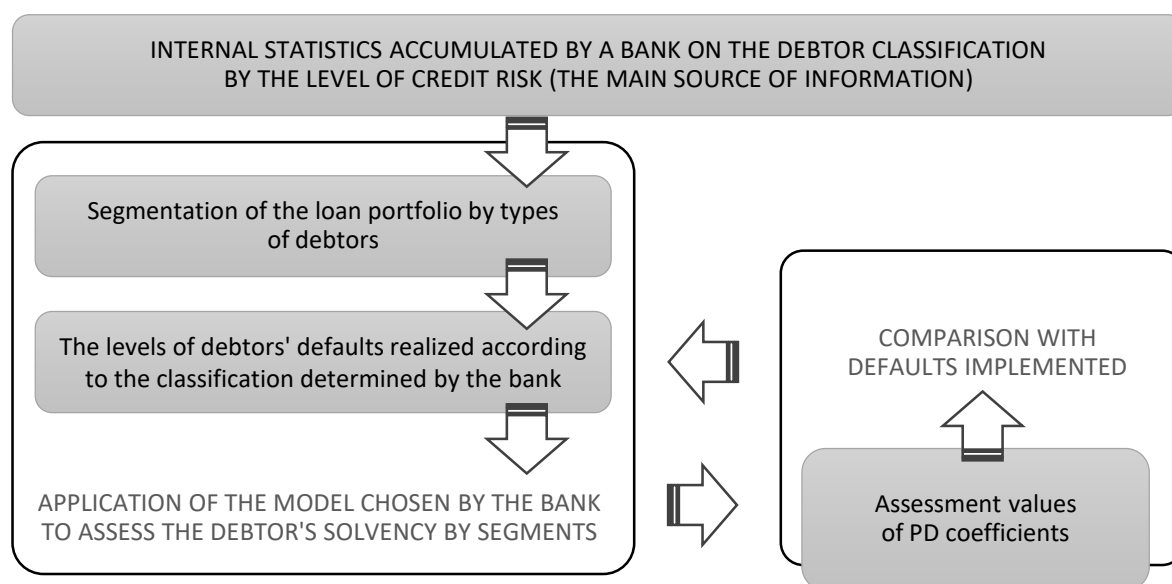 INTERNAL STATISTICS ACCUMULATED BY A BANK ON THE DEBTOR CLASSIFICATION
BY THE LEVEL OF CREDIT RISK (THE MAIN SOURCE OF INFORMATION)
Segmentation of the loan portfolio by types
of debtors
The levels of debtors' defaults realized according
to the classification determined by the bank
APPLICATION OF THE MODEL CHOSEN BY THE BANK
TO ASSESS THE DEBTOR'S SOLVENCY BY SEGMENTS
COMPARISON WITH
DEFAULTS IMPLEMENTED
Assessment values
of PD coefficients